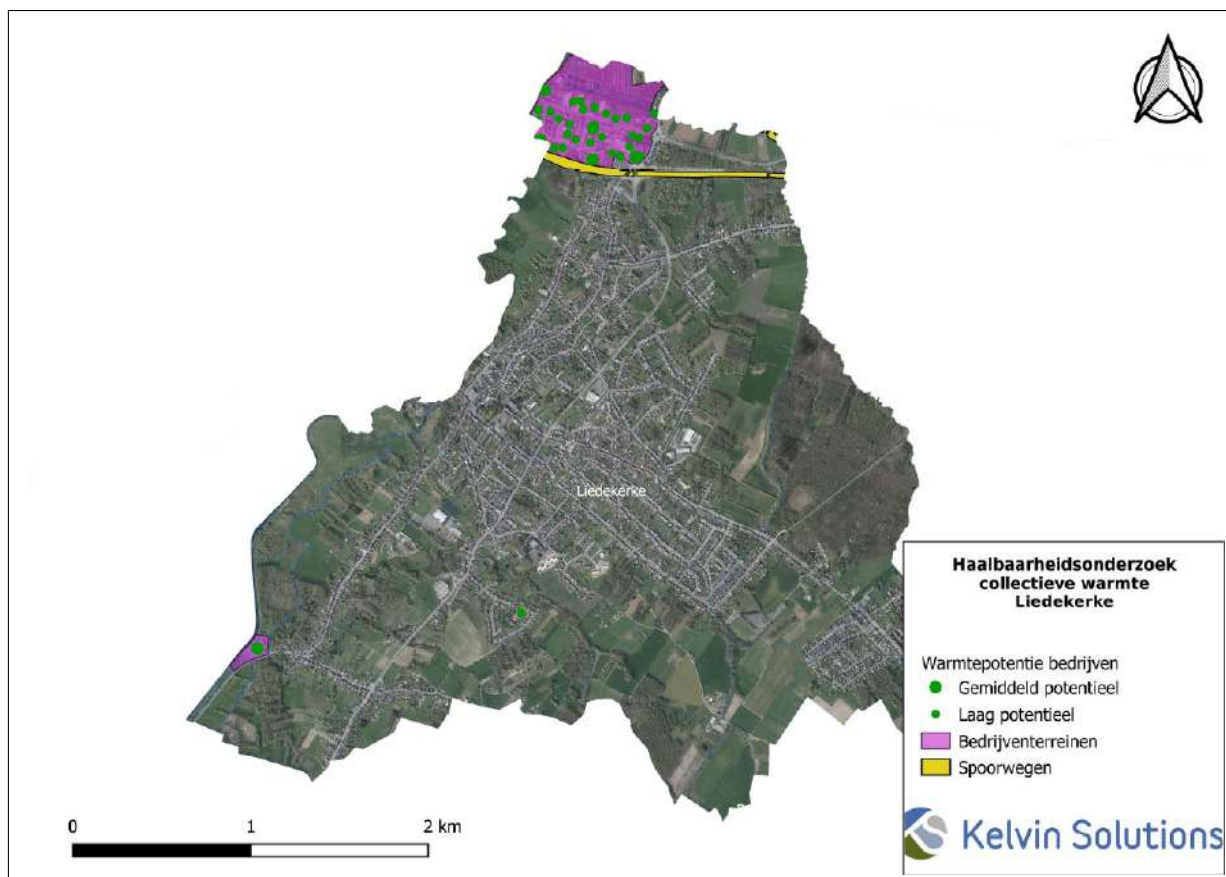 Liedekerke
Haalbaarheidsonderzoek
collectieve warmte
Liedekerke
Warmtepotentie bedrijven
Gemiddeld potentieel
Laag potentieel
Bedrijventerreinen
Spoorwegen
0 1 2 km
Kelvin Solutions